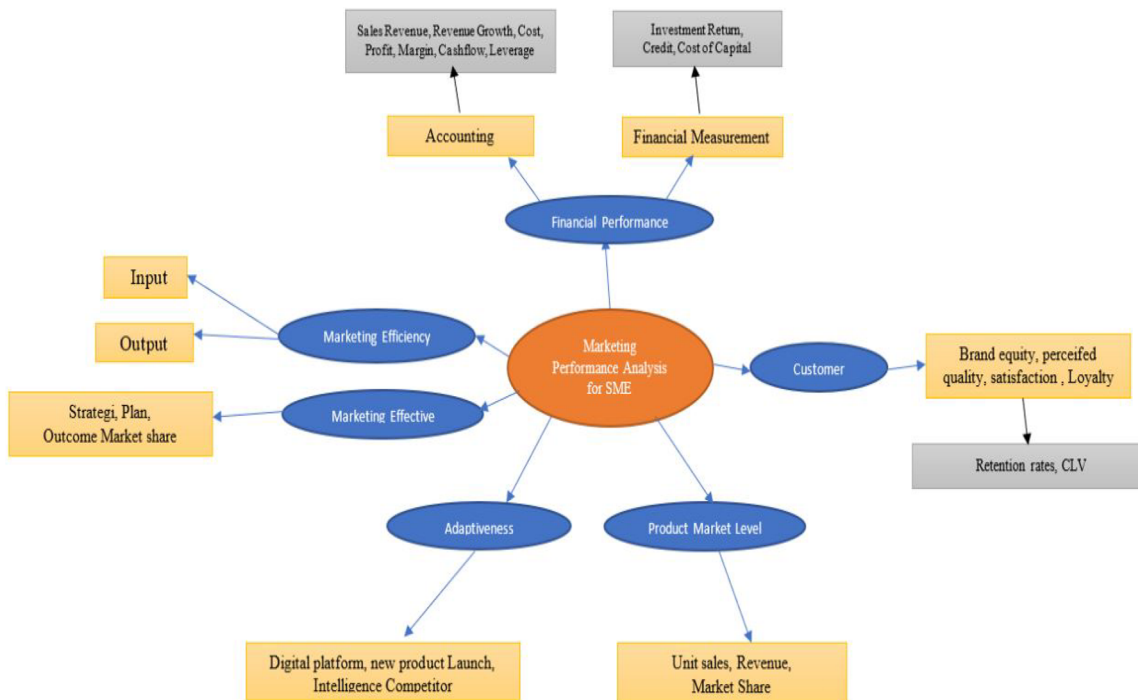 Sales Revenue, Revenue Growth, Cost,
Profit, Margin, Cashflow, Leverage
Investment Return,
Credit, Cost of Capital
Accounting
Financial Measurement
Financial Performance
Input
Output
Marketing Efficiency
Marketing
Performance Analysis
for SME
Customer
Brand equity, perceifed
quality, satisfaction , Loyalty
Strategi, Plan,
Outcome Market share
Marketing Effective
Retention rates, CLV
Adaptiveness
Product Market Level
Digital platform, new product Launch,
Intelligence Competitor
Unit sales, Revenue,
Market Share